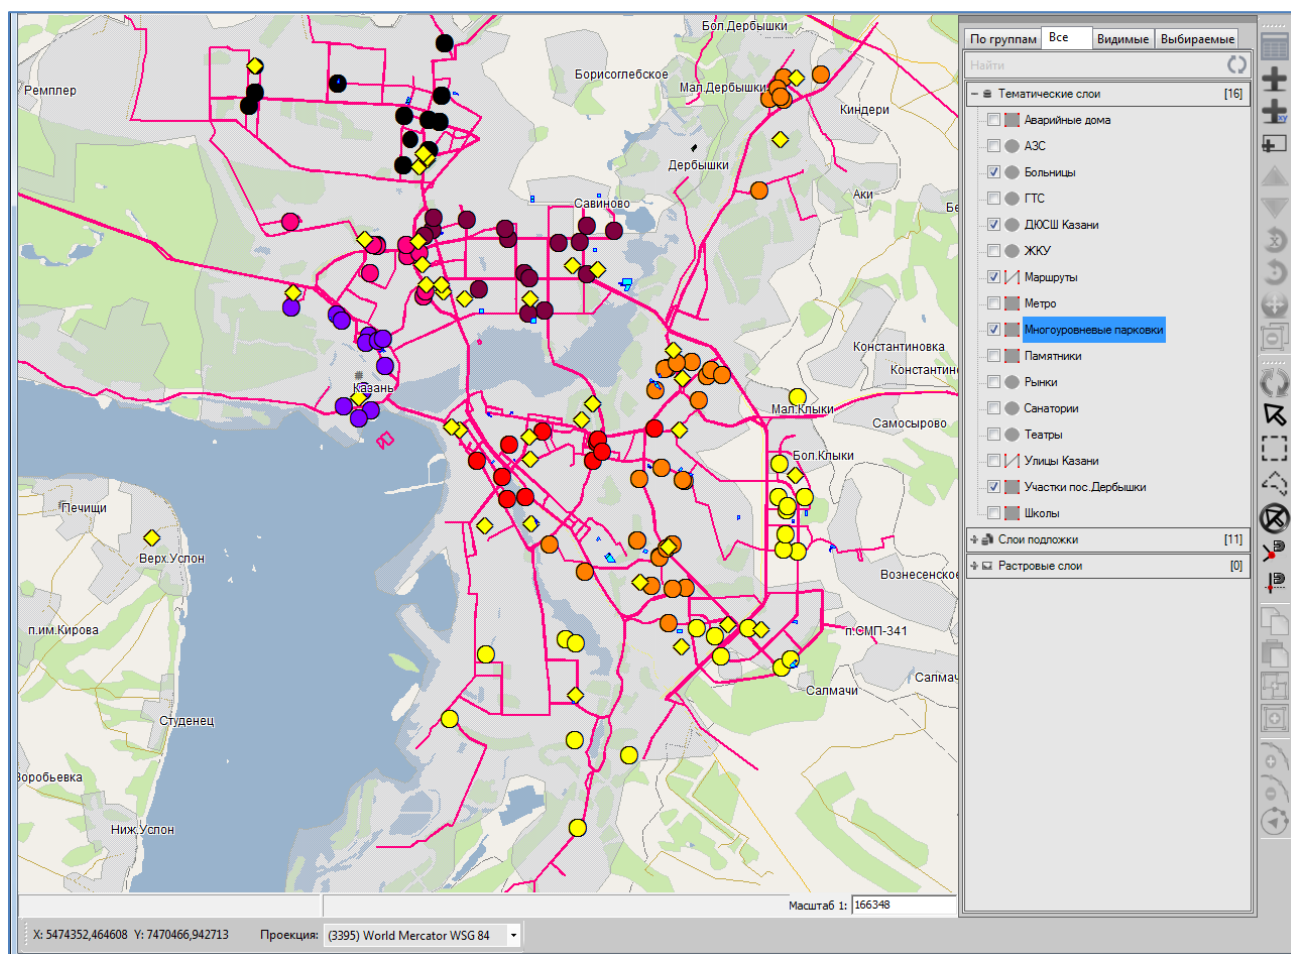 Бол.Дербышки
Борисоглебское
Ремплер
Мал.Дербышки
Киндери
Дербышки
Аки
Савиново
Константиновка
Казань
Мал.Клыки
Самосырово
Бол.Клыки
Печищи
Верх.Услон
Вознесенское
п.им.Кирова
п.СМП-341
Салмачи
Студенец
Ниж.Услон
По группам
Все
Видимые
Выбираемые
Найти
Тематические слои [16]
Аварийные дома
АЗС
Больницы
ГТС
ДЮСШ Казани
ЖКУ
Маршруты
Метро
Многоуровневые парковки
Памятники
Рынки
Санатории
Театры
Улицы Казани
Участки пос.Дербышки
Школы
Слои подложки [11]
Растровые слои [0]
Масштаб 1: 166348
X: 5474352,464608 Y: 7470466,942713 Проекция: (3395) World Mercator WSG 84